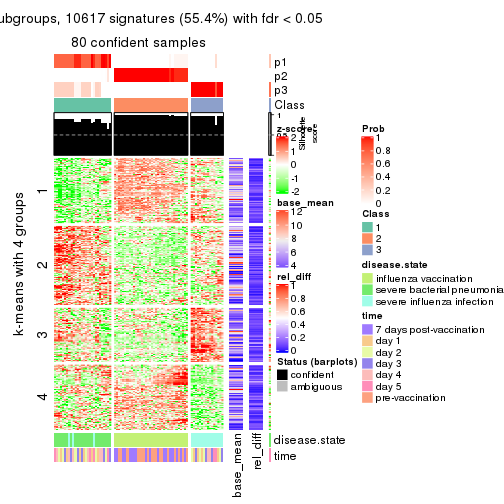 ubgroups, 10617 signatures (55.4%) with fdr < 0.05
80 confident samples
p1
p2
p3
Class
1
Silhouette
score
z-score
2
1
0
-1
-2
base_mean
12
10
8
6
4
rel_diff
1
0.8
0.6
0.4
0.2
0
Status (barplots)
confident
ambiguous
Prob
1
0.8
0.6
0.4
0.2
0
Class
1
2
3
disease.state
influenza vaccination
severe bacterial pneumonia
severe influenza infection
time
7 days post-vaccination
day 1
day 2
day 3
day 4
day 5
pre-vaccination
k-means with 4 groups
1
2
3
4
disease.state
time
base_mean
rel_diff